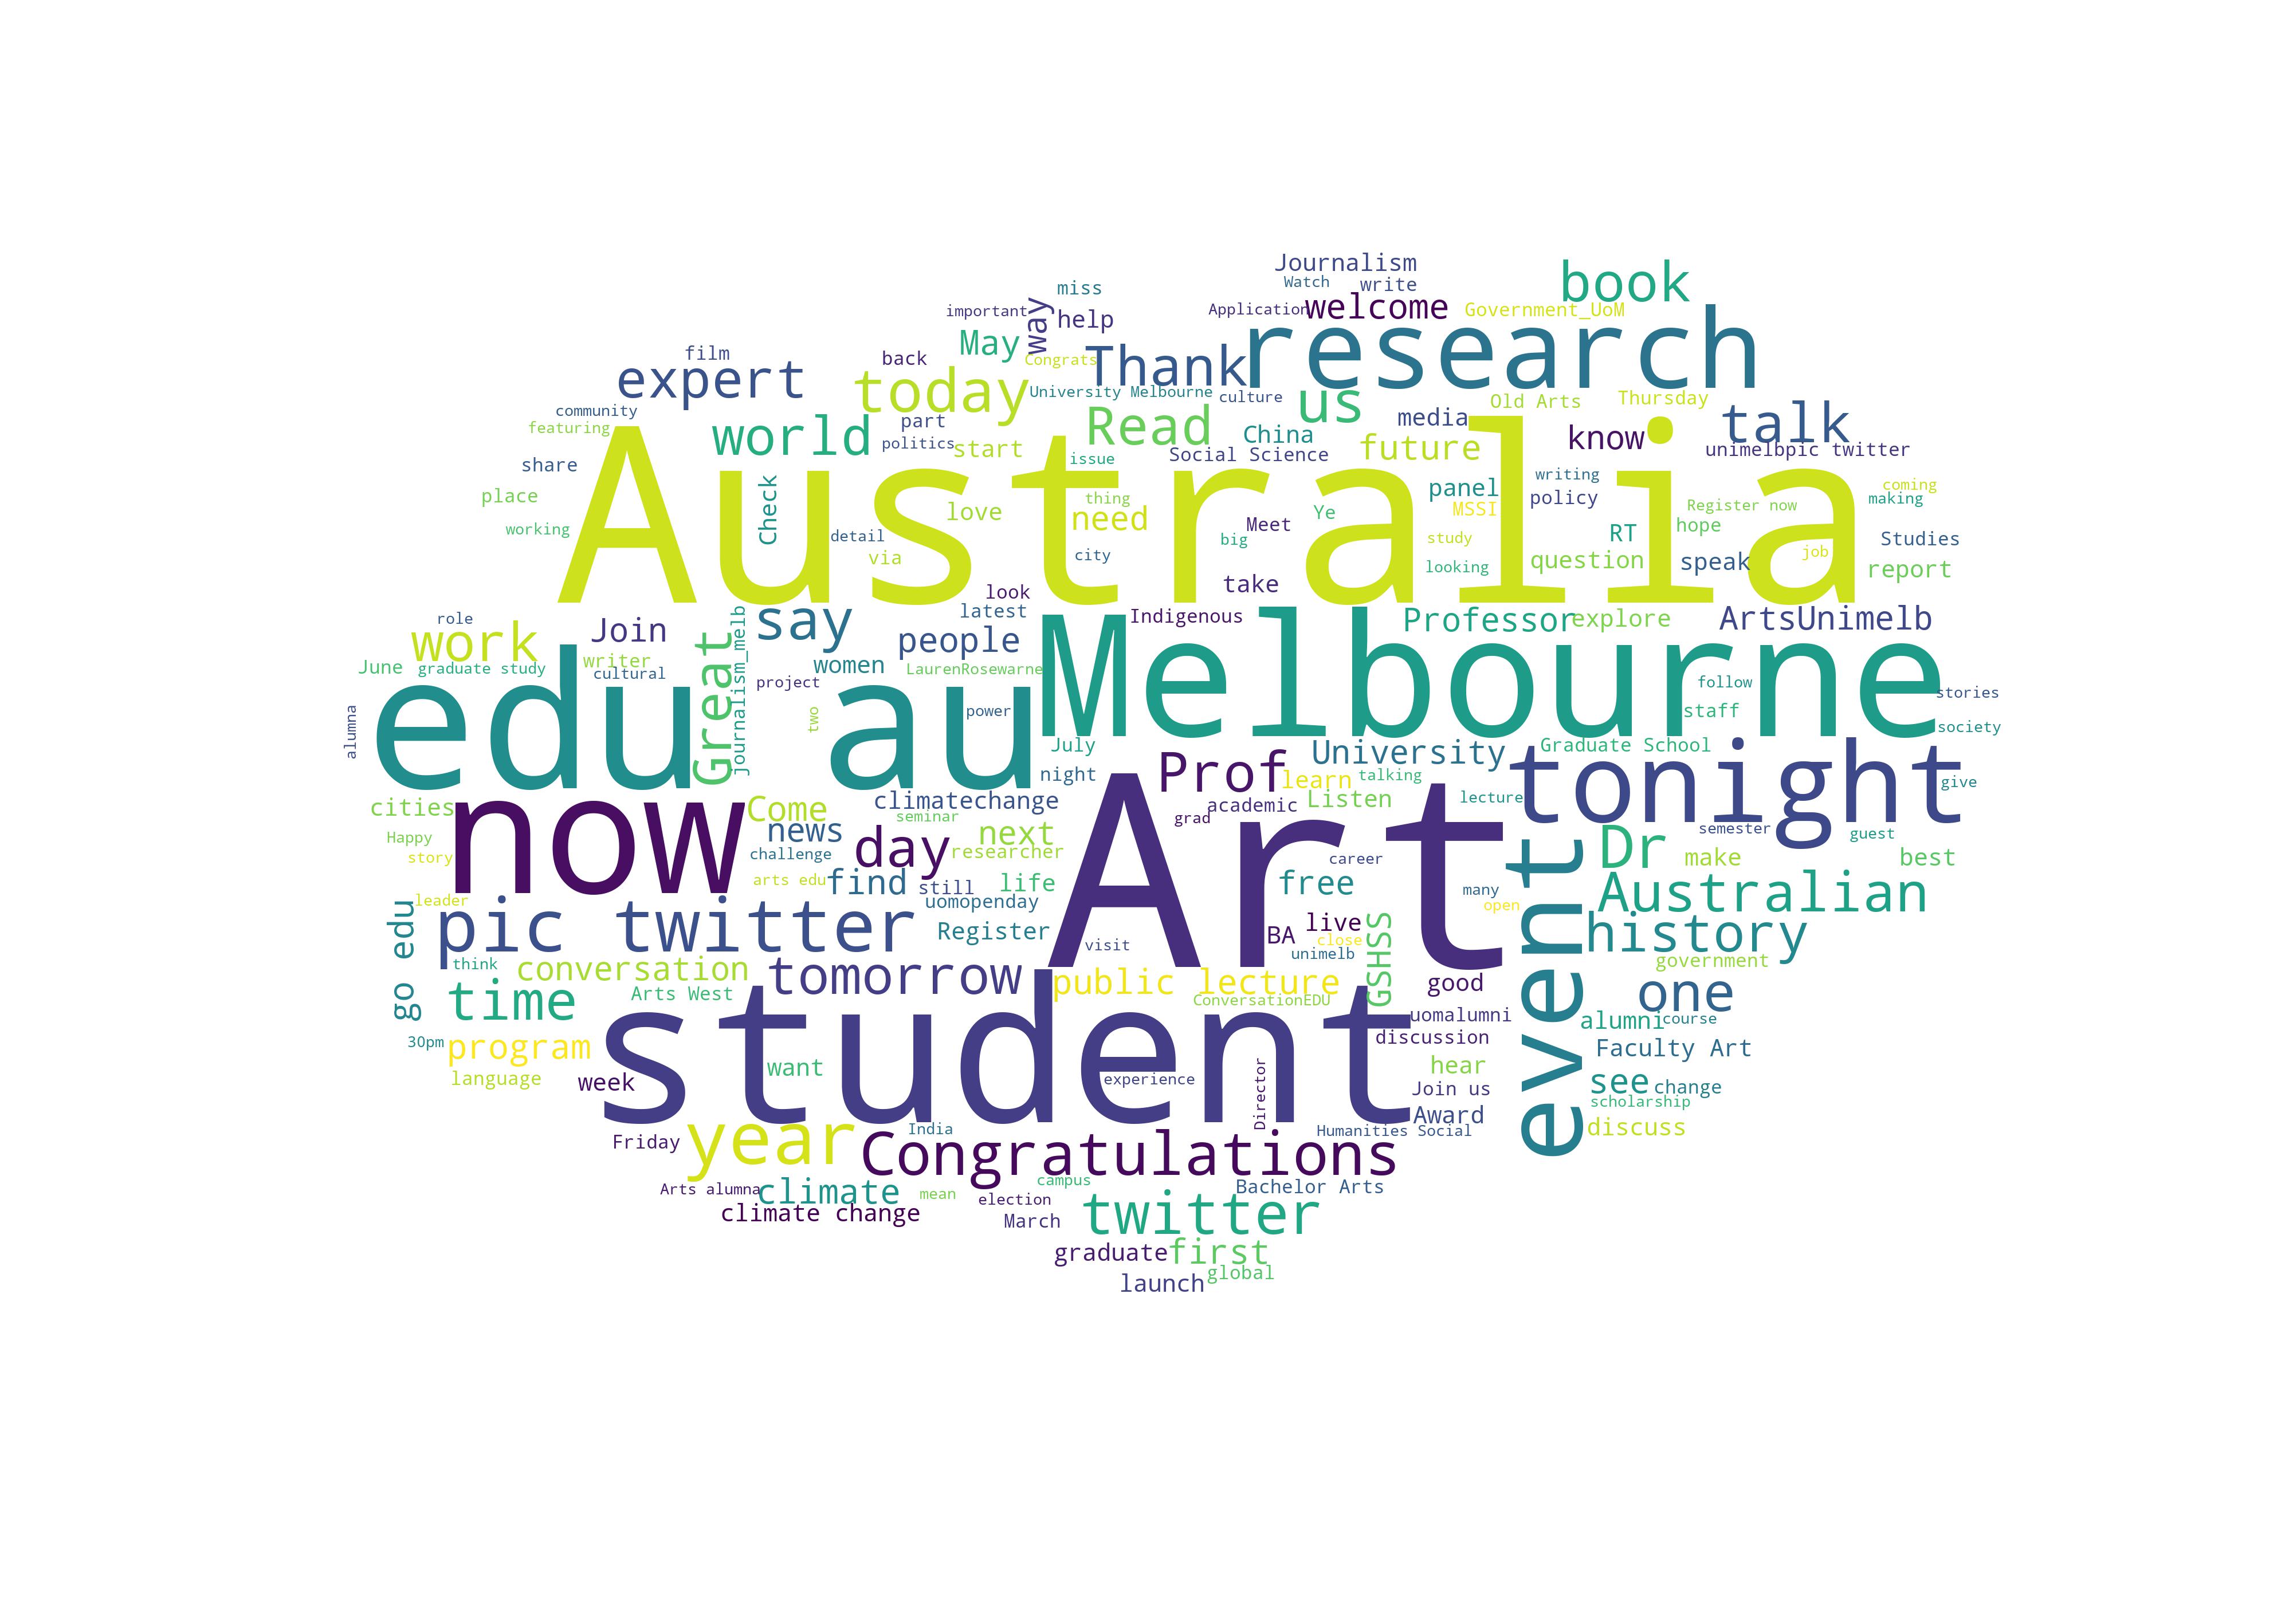 Journalism
Watch
write
book
miss
important
way
help
Application
welcome
Government_UoM
research
May
film
back
Congrats
Thank
expert
today
University Melbourne
culture
us
Old Arts
Thursday
community
featuring
world
part
politics
start
Read
China
media
future
know
talk
issue
Social Science
unimelbpic twitter
share
Australia
place
Check
love
thing
need
panel
MSSI
writing
policy
Register now
coming
making
working
detail
via
city
Meet
big
Ye
study
looking
question
RT
hope
speak
job
Studies
report
look
take
latest
role
work
Join
writer
Great
journalism_melb
say
people
Indigenous
Melbourne
Professor
explore
ArtsUnimelb
June
graduate study
cultural
women
LaurenRosewarne
project
edu au
two
power
follow
staff
stories
society
alumna
July
night
Prof
University
Graduate School
tonight
learn
talking
give
cities
now
Come
climatechange
academic
Listen
lecture
Happy
story
news
seminar
next
grad
Art
event
Dr
semester
make
guest
best
challenge
day
researcher
career
arts edu
find
still
life
free
many
open
Australian
leader
go edu
pic twitter
uomopenday
Register
visit
BA
live
close
unimelb
GSHSS
history
government
think
conversation
tomorrow
public lecture
good
one
time
Arts West
ConversationEDU
uomalumni
alumni
course
30pm
program
student
discussion
Faculty Art
language
week
want
experience
Director
hear
Join us
see
change
scholarship
Award
discuss
Friday
year
India
Congratulations
Humanities Social
Arts alumna
climate
mean
campus
election
Bachelor Arts
climate change
March
twitter
graduate
first
global
launch